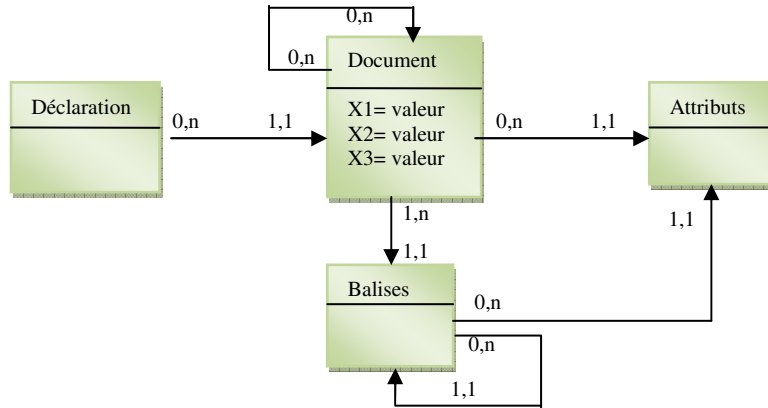 0,n
0,n
Document
Déclaration
Attributs
X1= valeur
X2= valeur
X3= valeur
0,n 1,1
0,n 1,1
1,n
1,1
1,1
Balises
0,n
0,n
1,1